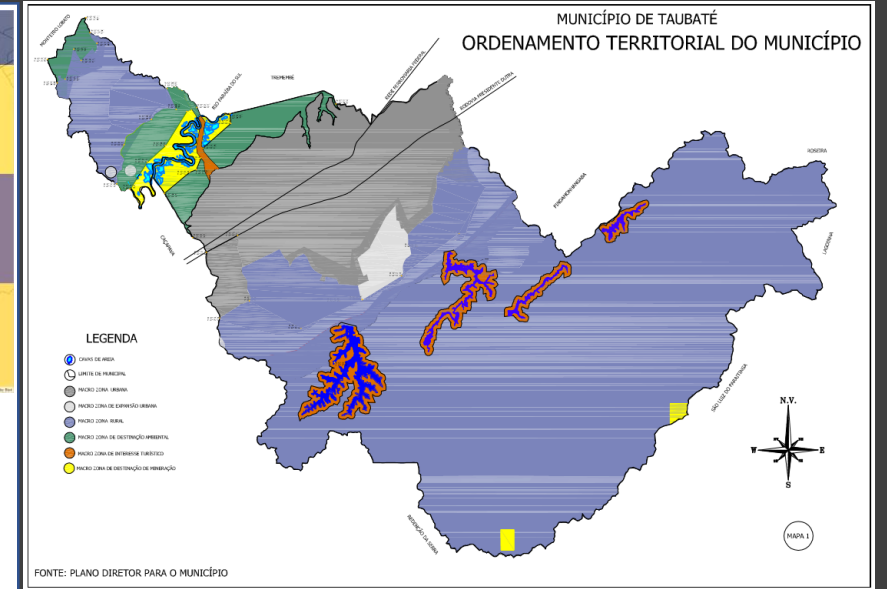 MUNICÍPIO DE TAUBATÉ
ORDENAMENTO TERRITORIAL DO MUNICÍPIO
MONTEIRO LOBATO
RIO PARAÍBA DO SUL
TREMEMBÉ
REDE FERROVIARIA FEDERAL
RODOVIA PRESIDENTE DUTRA
PINDAMONHANGABA
ROSEIRA
LAGOINHA
CAÇAPAVA
SÃO LUIZ DO PARAITINGA
REDENÇÃO DA SERRA
LEGENDA
CAVAS DE AREIA
LIMITE DE MUNICIPAL
MACRO ZONA URBANA
MACRO ZONA DE EXPANSÃO URBANA
MACRO ZONA RURAL
MACRO ZONA DE DESTINAÇÃO AMBIENTAL
MACRO ZONA DE INTERESSE TURÍSTICO
MACRO ZONA DE DESTINAÇÃO DE MINERAÇÃO
N.V.
W
E
S
MAPA 1
FONTE: PLANO DIRETOR PARA O MUNICÍPIO